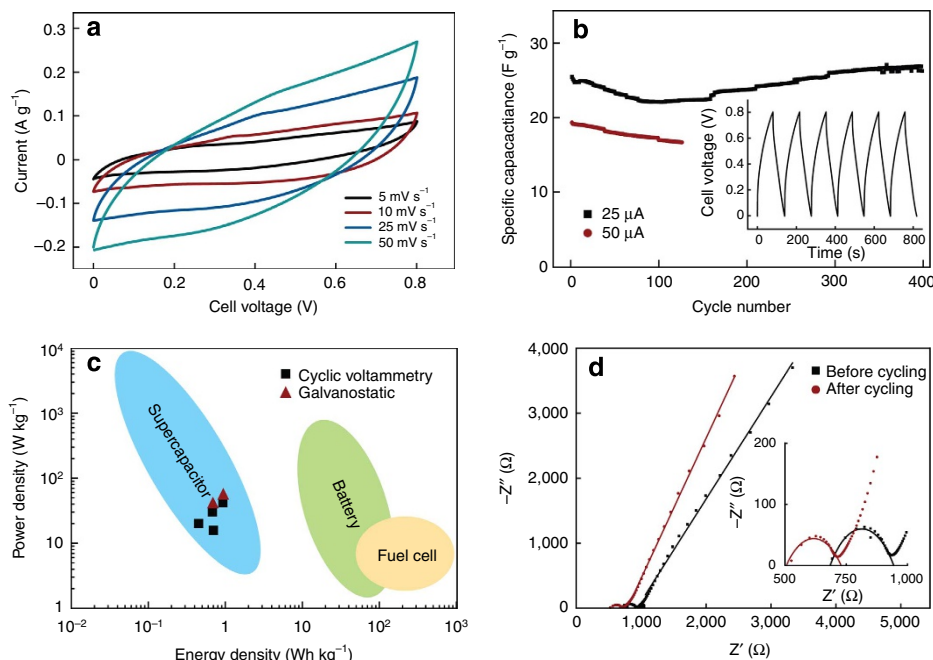 a
0.3
0.2
0.1
0
−0.1
−0.2
Current (A g⁻¹)
5 mV s⁻¹
10 mV s⁻¹
25 mV s⁻¹
50 mV s⁻¹
0 0.2 0.4 0.6 0.8
Cell voltage (V)
b
30
20
10
0
Specific capacacitance (F g⁻¹)
25 μA
50 μA
0.8
0.6
0.4
0.2
0
Cell voltage (V)
0 200 400 600 800
Time (s)
0 100 200 300 400
Cycle number
c
10⁴
10³
10²
10
1
Power density (W kg⁻¹)
Cyclic voltammetry
Galvanostatic
Supercapacitor
Battery
Fuel cell
10⁻² 10⁻¹ 1 10 10² 10³
Energy density (Wh kg⁻¹)
d
4,000
3,000
2,000
1,000
0
−Z″ (Ω)
Before cycling
After cycling
200
100
0
−Z″ (Ω)
500 750 1,000
Z′ (Ω)
0 1,000 2,000 3,000 4,000 5,000
Z′ (Ω)